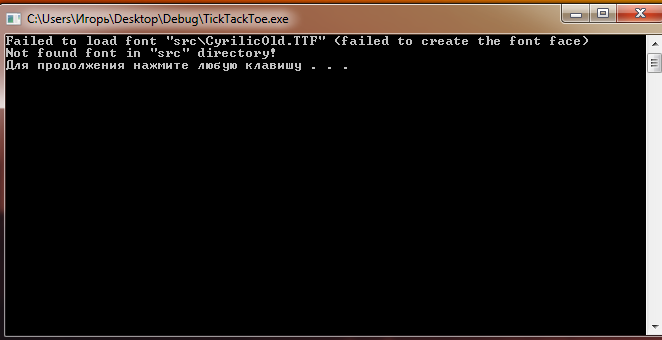 C:\Users\Игорь\Desktop\Debug\TickTackToe.exe
Failed to load font "src\CyrilicOld.TTF" (failed to create the font face)
Not found font in "src" directory!
Для продолжения нажмите любую клавишу . . .